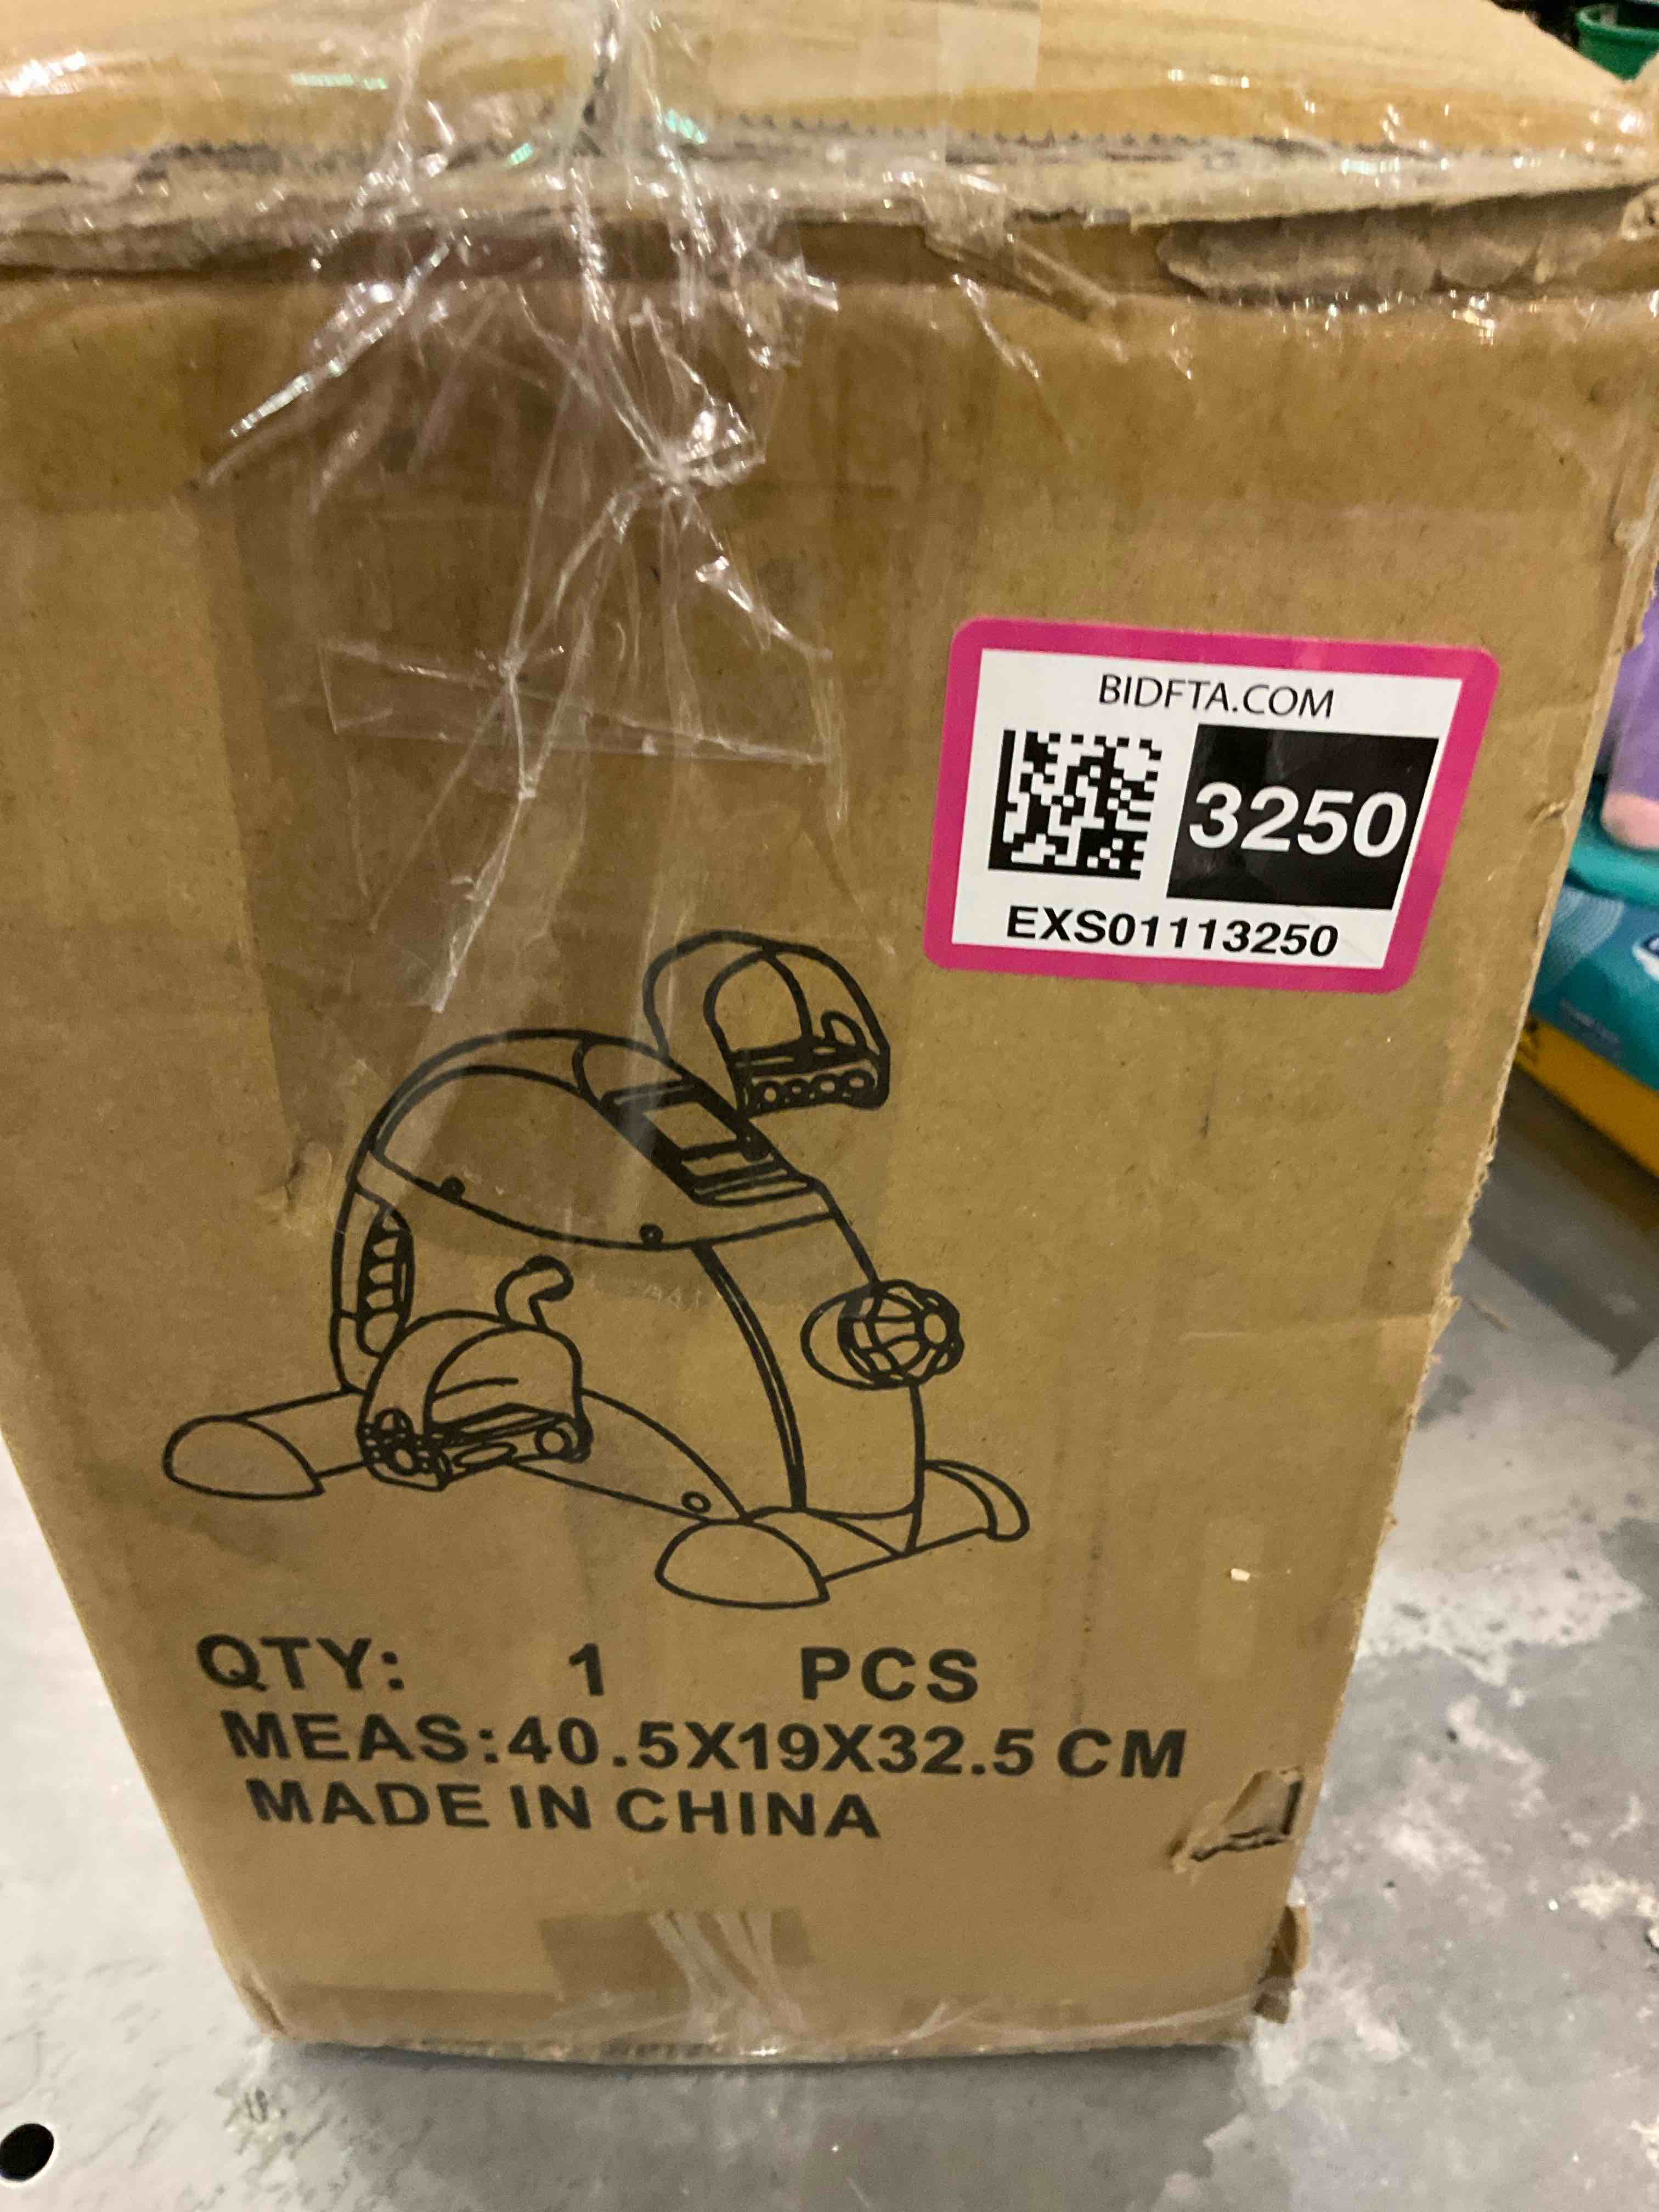 BIDFTA.COM
3250
EXS01113250
QTY: 1 PCS
MEAS:40.5X19X32.5 CM
MADE IN CHINA